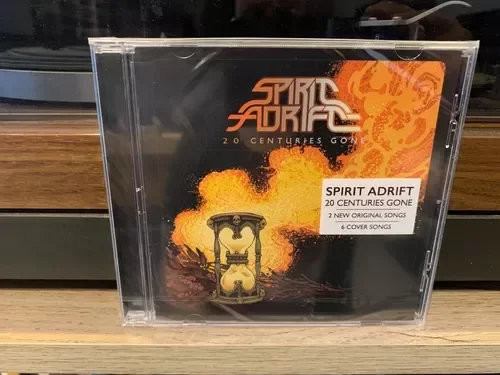 SPIRIT
ADRIFT
20 CENTURIES GONE
SPIRIT ADRIFT
20 CENTURIES GONE
2 NEW ORIGINAL SONGS
6 COVER SONGS